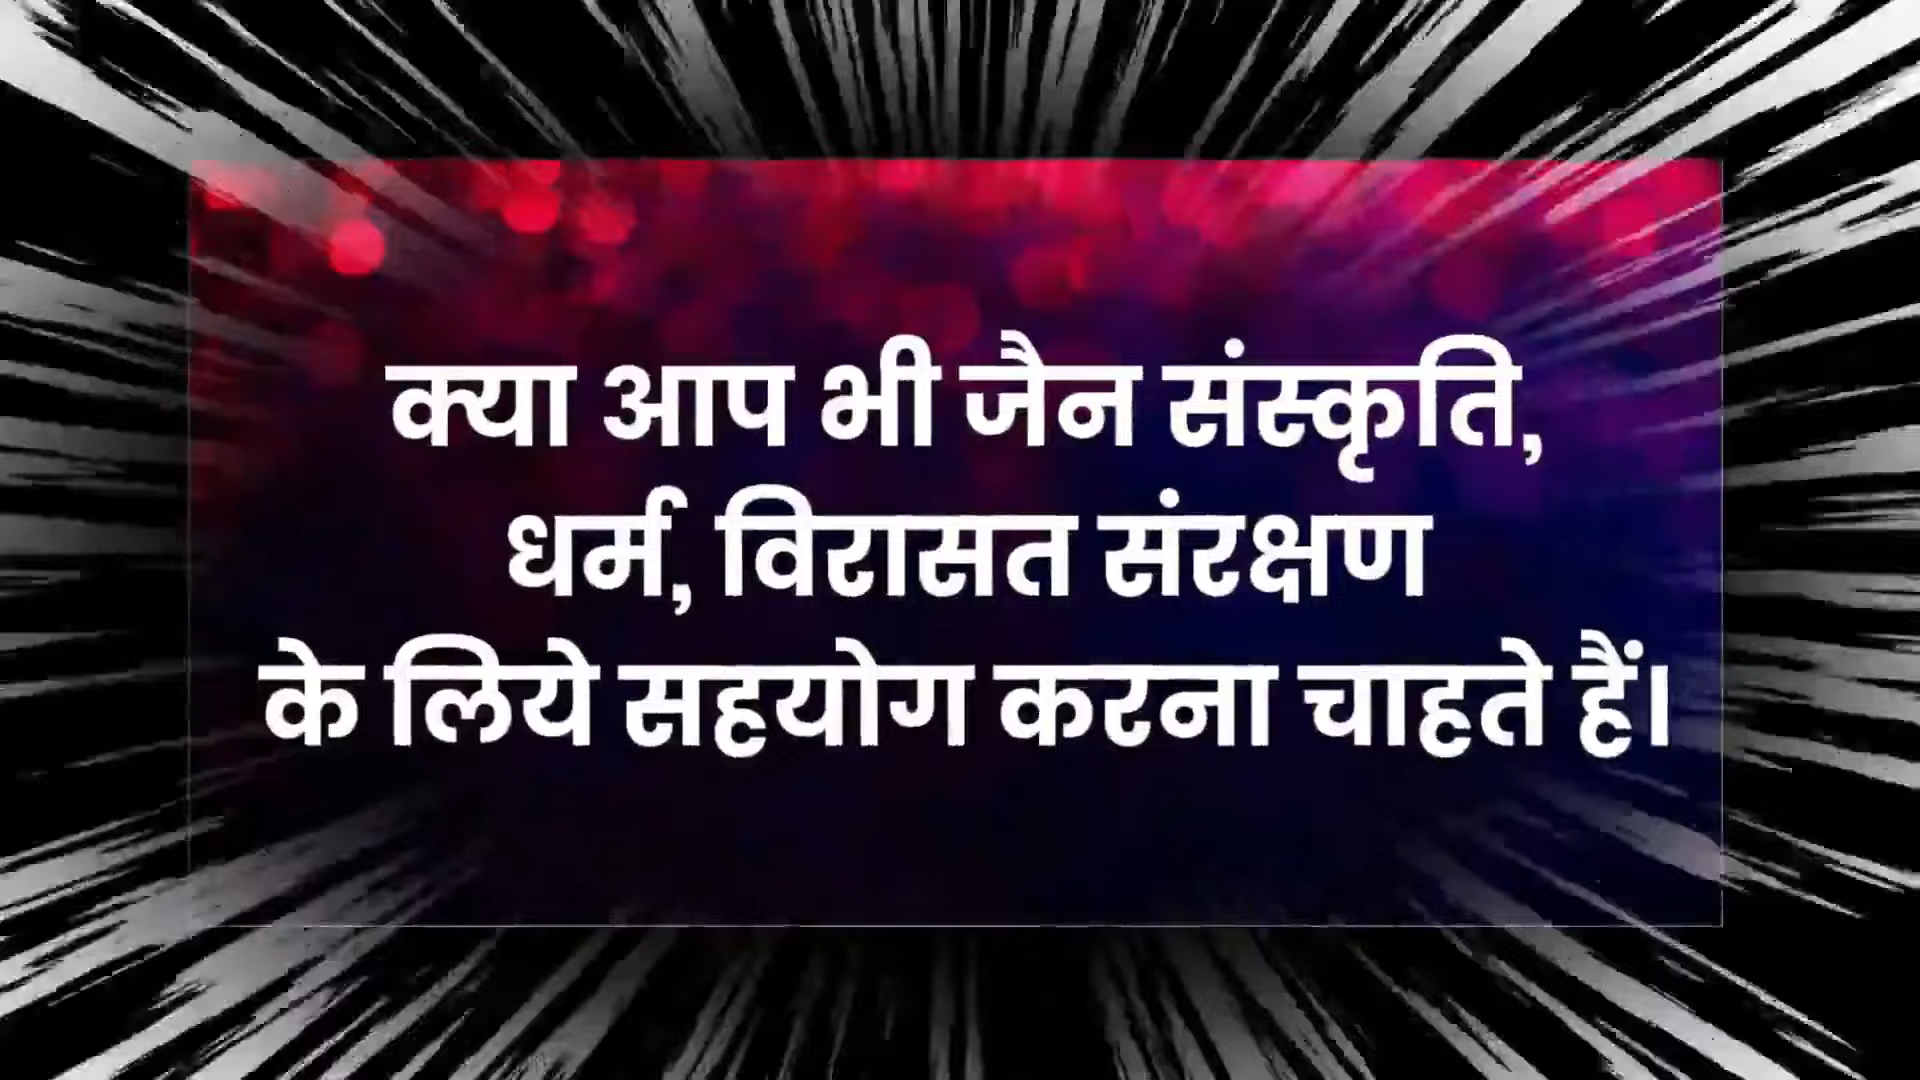 क्या आप भी जैन संस्कृति,
धर्म, विरासत संरक्षण
के लिये सहयोग करना चाहते हैं।